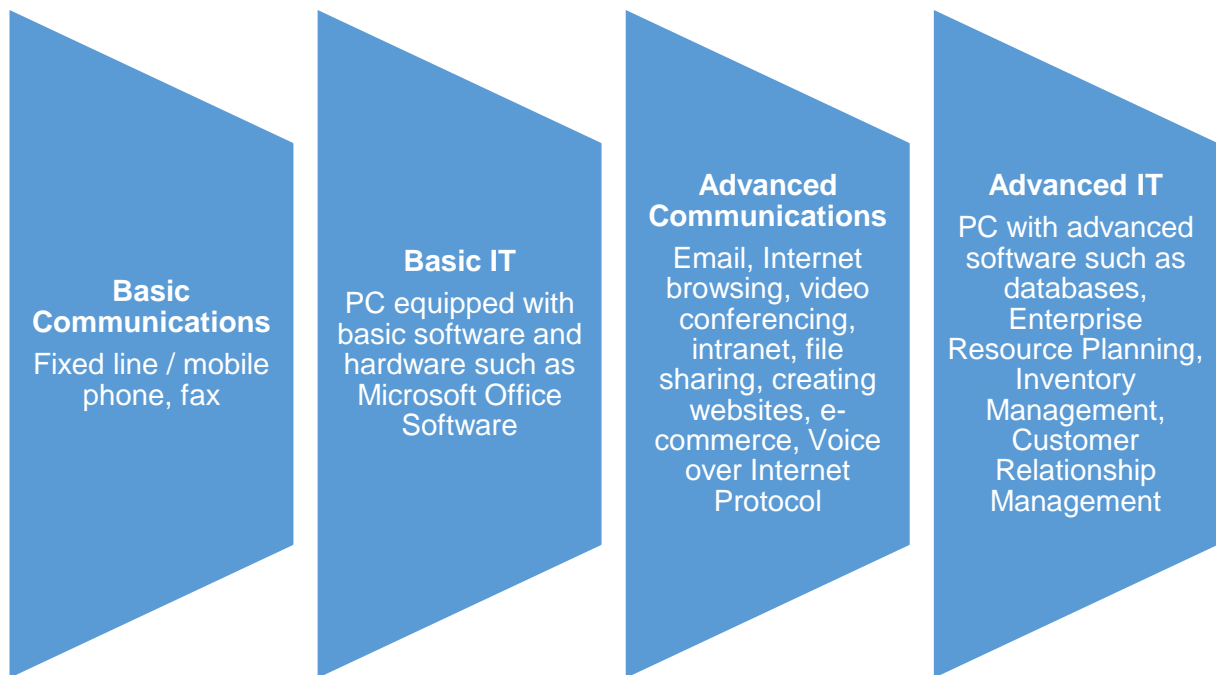 Basic
Communications
Fixed line / mobile
phone, fax
Basic IT
PC equipped with
basic software and
hardware such as
Microsoft Office
Software
Advanced
Communications
Email, Internet
browsing, video
conferencing,
intranet, file
sharing, creating
websites, e-
commerce, Voice
over Internet
Protocol
Advanced IT
PC with advanced
software such as
databases,
Enterprise
Resource Planning,
Inventory
Management,
Customer
Relationship
Management